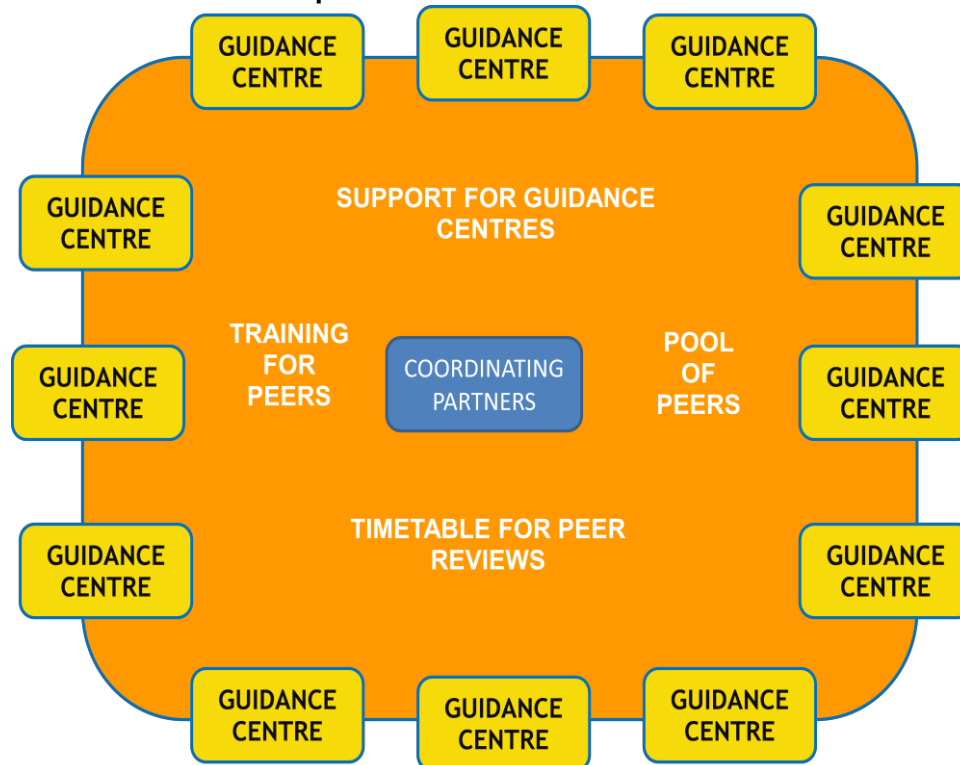 GUIDANCE
CENTRE
GUIDANCE
CENTRE
GUIDANCE
CENTRE
GUIDANCE
CENTRE
SUPPORT FOR GUIDANCE
CENTRES
GUIDANCE
CENTRE
GUIDANCE
CENTRE
TRAINING
FOR
PEERS
COORDINATING
PARTNERS
POOL
OF
PEERS
GUIDANCE
CENTRE
GUIDANCE
CENTRE
TIMETABLE FOR PEER
REVIEWS
GUIDANCE
CENTRE
GUIDANCE
CENTRE
GUIDANCE
CENTRE
GUIDANCE
CENTRE